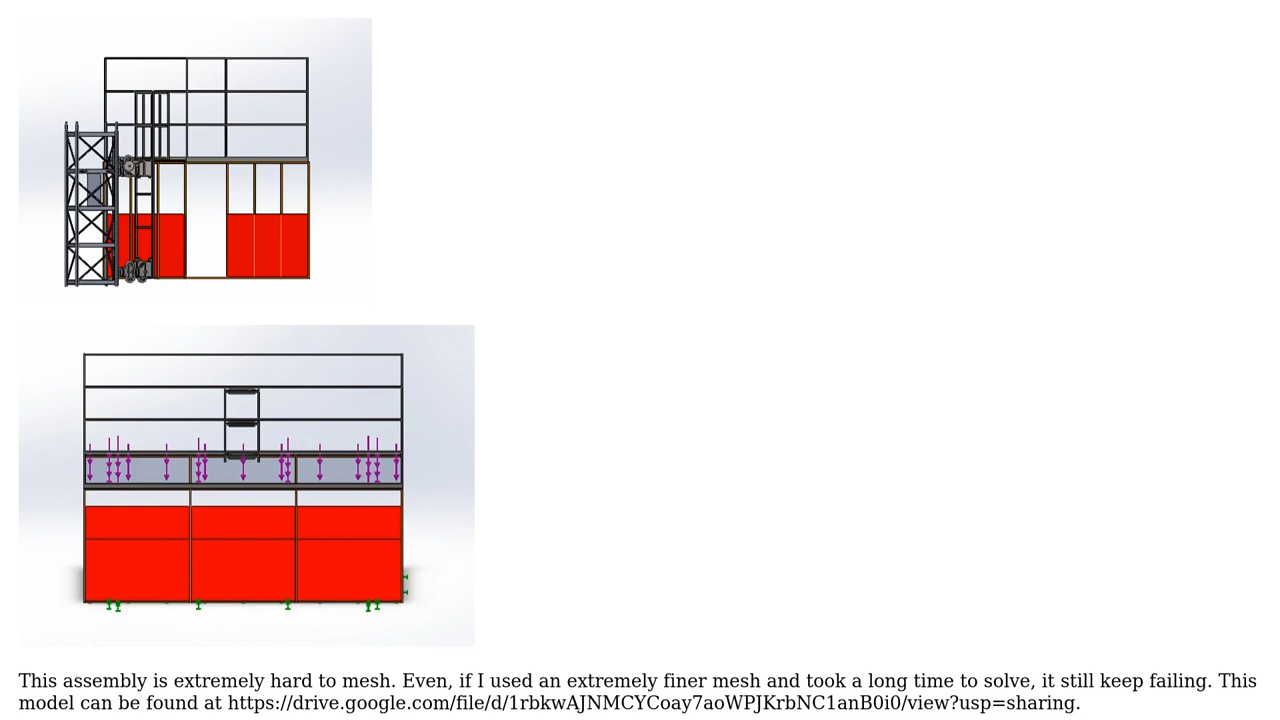 This assembly is extremely hard to mesh. Even, if I used an extremely finer mesh and took a long time to solve, it still keep failing. This
model can be found at https://drive.google.com/file/d/1rbkwAJNMCYCoay7aoWPJKrbNC1anB0i0/view?usp=sharing.